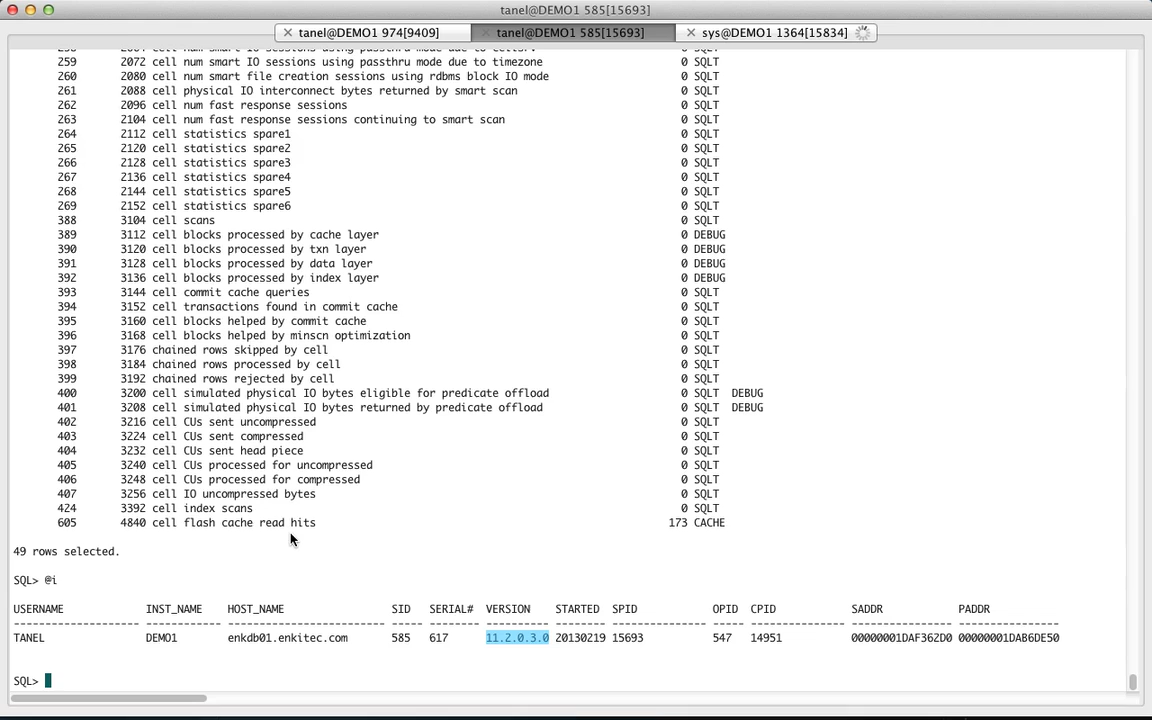 tanel@DEMO1 585[15693]
tanel@DEMO1 974[9409] tanel@DEMO1 585[15693] sys@DEMO1 1364[15834]
259 2072 cell num smart IO sessions using passthru mode due to timezone 0 SQLT
260 2080 cell num smart file creation sessions using rdbms block IO mode 0 SQLT
261 2088 cell physical IO interconnect bytes returned by smart scan 0 SQLT
262 2096 cell num fast response sessions 0 SQLT
263 2104 cell num fast response sessions continuing to smart scan 0 SQLT
264 2112 cell statistics spare1 0 SQLT
265 2120 cell statistics spare2 0 SQLT
266 2128 cell statistics spare3 0 SQLT
267 2136 cell statistics spare4 0 SQLT
268 2144 cell statistics spare5 0 SQLT
269 2152 cell statistics spare6 0 SQLT
388 3104 cell scans 0 SQLT
389 3112 cell blocks processed by cache layer 0 DEBUG
390 3120 cell blocks processed by txn layer 0 DEBUG
391 3128 cell blocks processed by data layer 0 DEBUG
392 3136 cell blocks processed by index layer 0 DEBUG
393 3144 cell commit cache queries 0 SQLT
394 3152 cell transactions found in commit cache 0 SQLT
395 3160 cell blocks helped by commit cache 0 SQLT
396 3168 cell blocks helped by minscn optimization 0 SQLT
397 3176 chained rows skipped by cell 0 SQLT
398 3184 chained rows processed by cell 0 SQLT
399 3192 chained rows rejected by cell 0 SQLT
400 3200 cell simulated physical IO bytes eligible for predicate offload 0 SQLT DEBUG
401 3208 cell simulated physical IO bytes returned by predicate offload 0 SQLT DEBUG
402 3216 cell CUs sent uncompressed 0 SQLT
403 3224 cell CUs sent compressed 0 SQLT
404 3232 cell CUs sent head piece 0 SQLT
405 3240 cell CUs processed for uncompressed 0 SQLT
406 3248 cell CUs processed for compressed 0 SQLT
407 3256 cell IO uncompressed bytes 0 SQLT
424 3392 cell index scans 0 SQLT
605 4840 cell flash cache read hits 173 CACHE
49 rows selected.
SQL> @i
USERNAME INST_NAME HOST_NAME SID SERIAL# VERSION STARTED SPID OPID CPID SADDR PADDR
TANEL DEMO1 enkdb01.enkitec.com 585 617 11.2.0.3.0 20130219 15693 547 14951 00000001DAF362D0 00000001DAB6DE50
SQL>